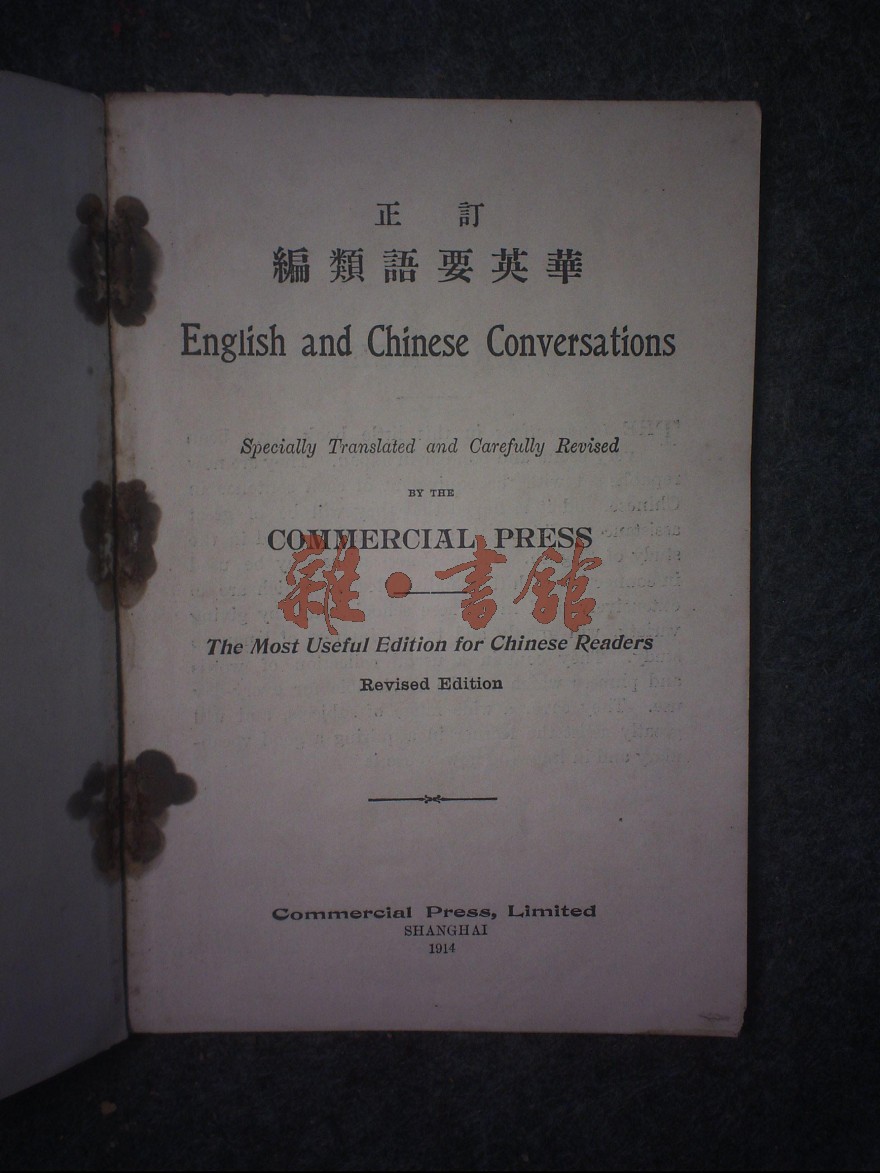 訂正
華英要語類編
English and Chinese Conversations
Specially Translated and Carefully Revised
BY THE
COMMERCIAL PRESS
雜●書館
The Most Useful Edition for Chinese Readers
Revised Edition
Commercial Press, Limited
SHANGHAI
1914